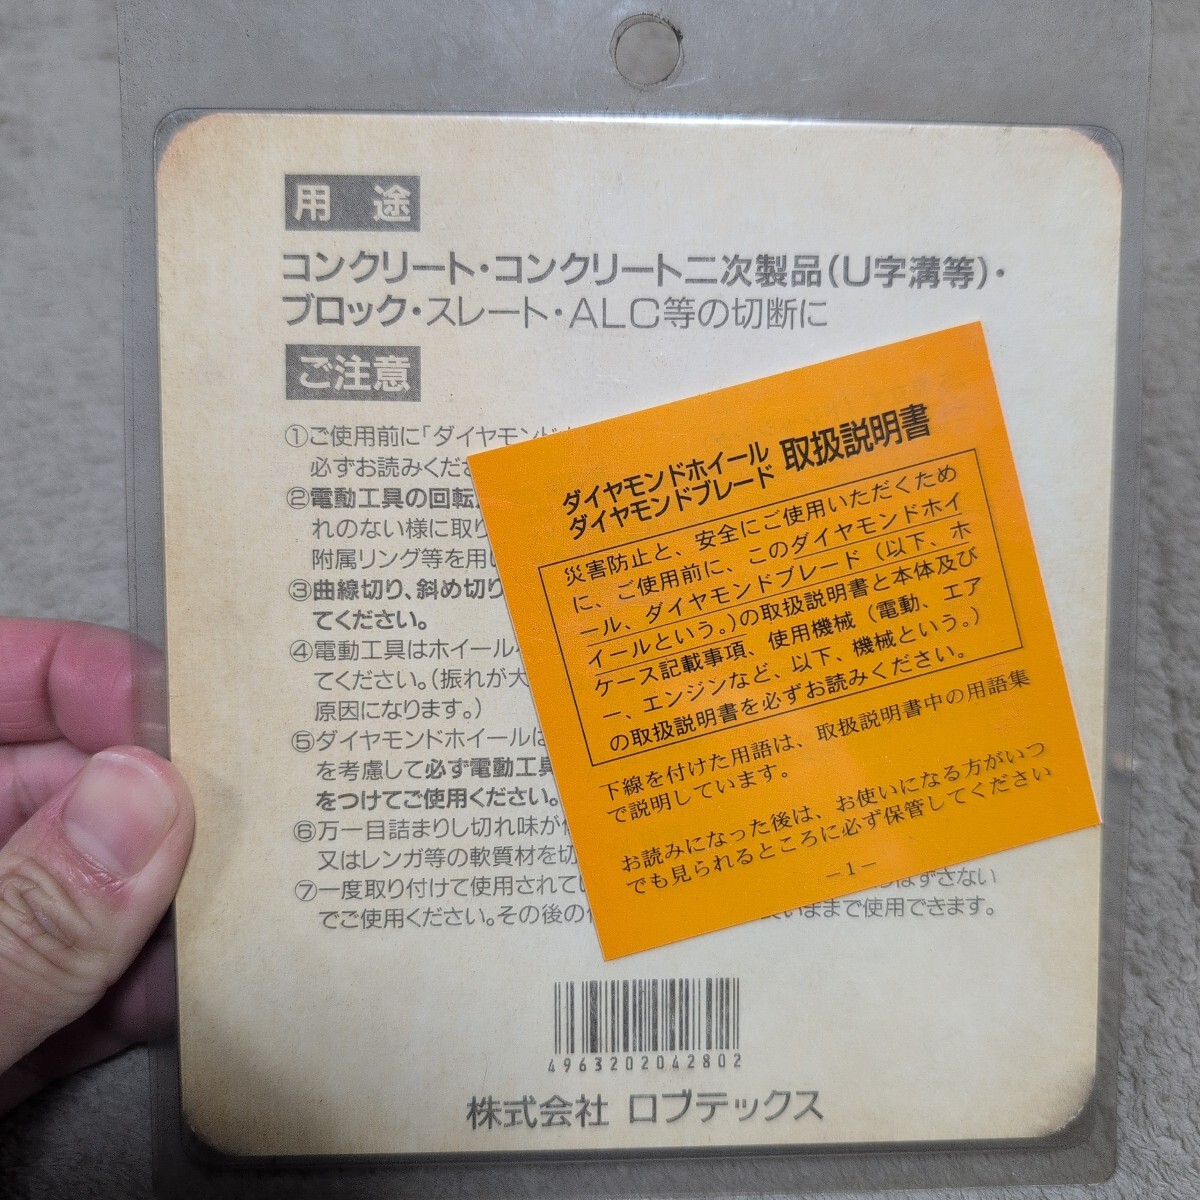 用途
コンクリート・コンクリート二次製品(U字溝等)・
ブロック・スレート・ALC等の切断に
ご注意
①ご使用前に「ダイヤモンド
必ずお読みくださ
②電動工具の回転
れのない様に取り
附属リング等を用い
③曲線切り、斜め切り
てください。
④電動工具はホイール
てください。(振れが大
原因になります。)
⑤ダイヤモンドホイールは
を考慮して必ず電動工具
をつけてご使用ください。
⑥万一目詰まりし切れ味が
又はレンガ等の軟質材を切
⑦一度取り付けて使用されてい
はずさない
でご使用ください。その後の
いままで使用できます。
ダイヤモンドホイール
ダイヤモンドブレード
取扱説明書
災害防止と、安全にご使用いただくため
に、ご使用前に、このダイヤモンドホイ
ール、ダイヤモンドブレード(以下、ホ
イールという。)の取扱説明書と本体及び
ケース記載事項、使用機械(電動、エア
ー、エンジンなど、以下、機械という。)
の取扱説明書を必ずお読みください。
下線を付けた用語は、取扱説明書中の用語集
で説明しています。
お読みになった後は、お使いになる方がいつ
でも見られるところに必ず保管してください
－1－
4963202042802
株式会社 ロブテックス